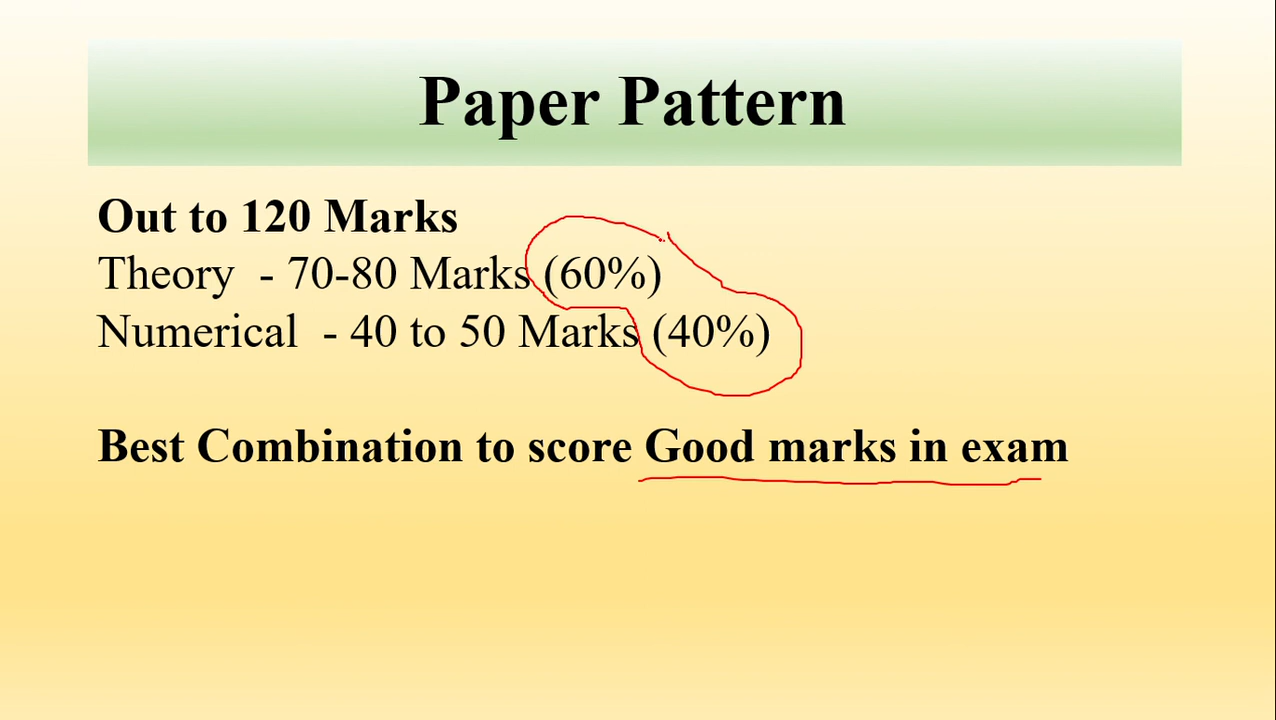 Paper Pattern
Out to 120 Marks
Theory - 70-80 Marks (60%)
Numerical - 40 to 50 Marks (40%)
Best Combination to score Good marks in exam